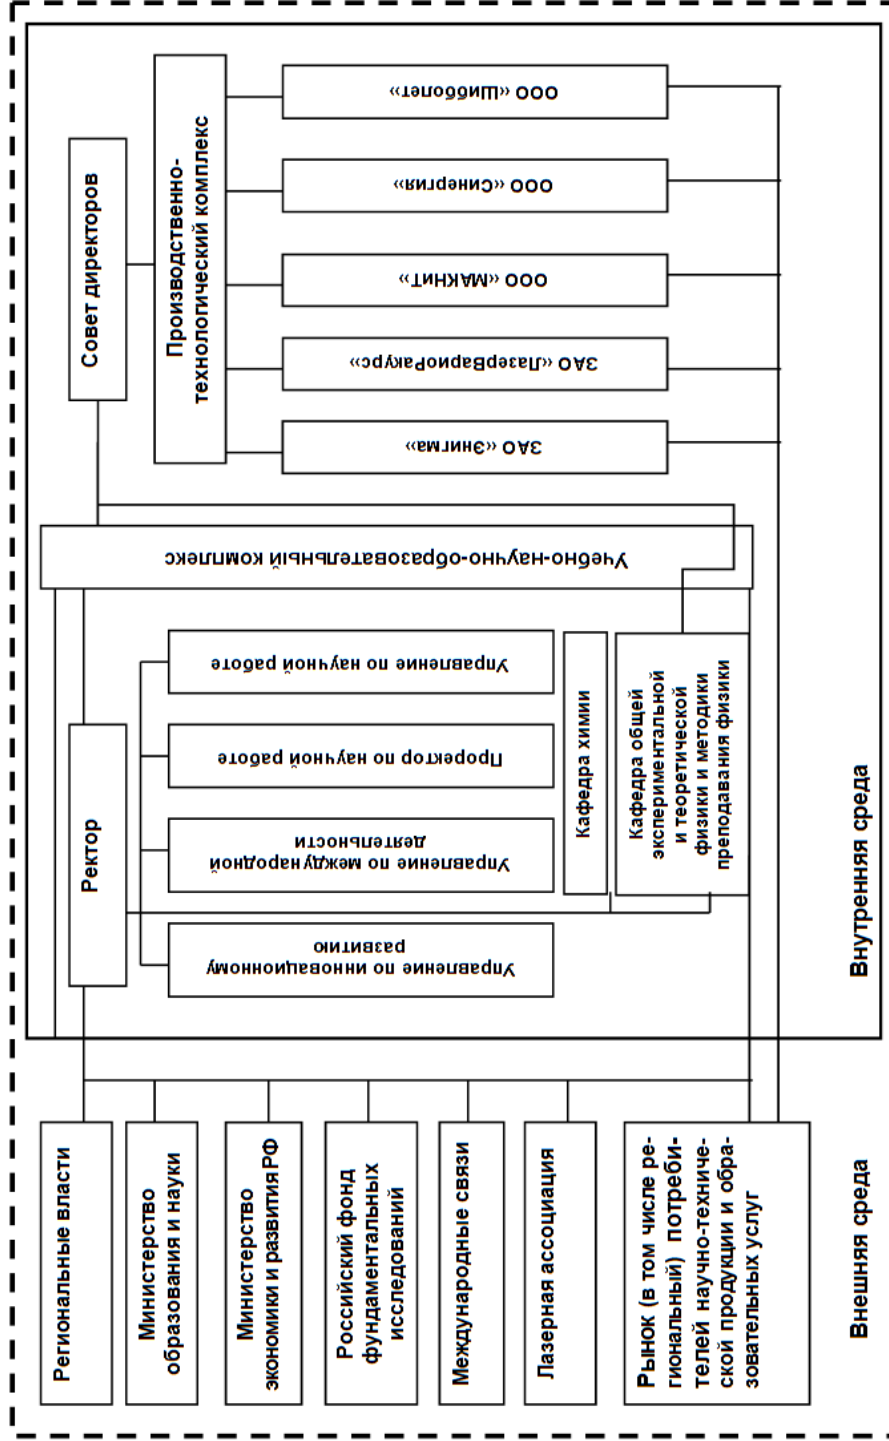 Региональные власти
Министерство
образования и науки
Министерство
экономики и развития РФ
Российский фонд
фундаментальных
исследований
Международные связи
Лазерная ассоциация
Рынок (в том числе ре-
гиональный) потреби-
телей научно-техниче-
ской продукции и обра-
зовательных услуг
Внешняя среда
Ректор
Управление по инновационному
развитию
Управление по международной
деятельности
Проректор по научной работе
Управление по научной работе
Кафедра химии
Кафедра общей
экспериментальной
и теоретической
физики и методики
преподавания физики
Учебно-научно-образовательный комплекс
Совет директоров
Производственно-
технологический комплекс
ЗАО «Энигма»
ЗАО «ЛазерВариоРакурс»
ООО «МАКНиТ»
ООО «Синергия»
ООО «Шибболет»
Внутренняя среда